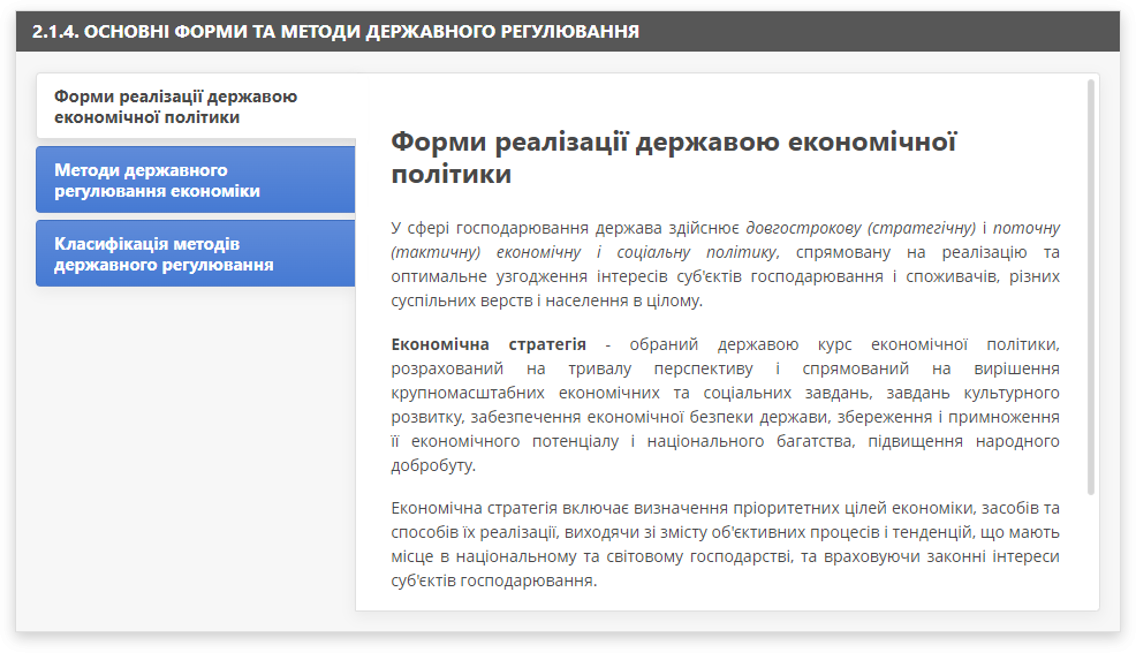 2.1.4. ОСНОВНІ ФОРМИ ТА МЕТОДИ ДЕРЖАВНОГО РЕГУЛЮВАННЯ
Форми реалізації державою
економічної політики
Методи державного
регулювання економіки
Класифікація методів
державного регулювання
Форми реалізації державою економічної
політики
У сфері господарювання держава здійснює довгострокову (стратегічну) і поточну
(тактичну) економічну і соціальну політику, спрямовану на реалізацію та
оптимальне узгодження інтересів суб'єктів господарювання і споживачів, різних
суспільних верств і населення в цілому.
Економічна стратегія - обраний державою курс економічної політики,
розрахований на тривалу перспективу і спрямований на вирішення
крупномасштабних економічних та соціальних завдань, завдань культурного
розвитку, забезпечення економічної безпеки держави, збереження і примноження
її економічного потенціалу і національного багатства, підвищення народного
добробуту.
Економічна стратегія включає визначення пріоритетних цілей економіки, засобів та
способів їх реалізації, виходячи зі змісту об'єктивних процесів і тенденцій, що мають
місце в національному та світовому господарстві, та враховуючи законні інтереси
суб'єктів господарювання.